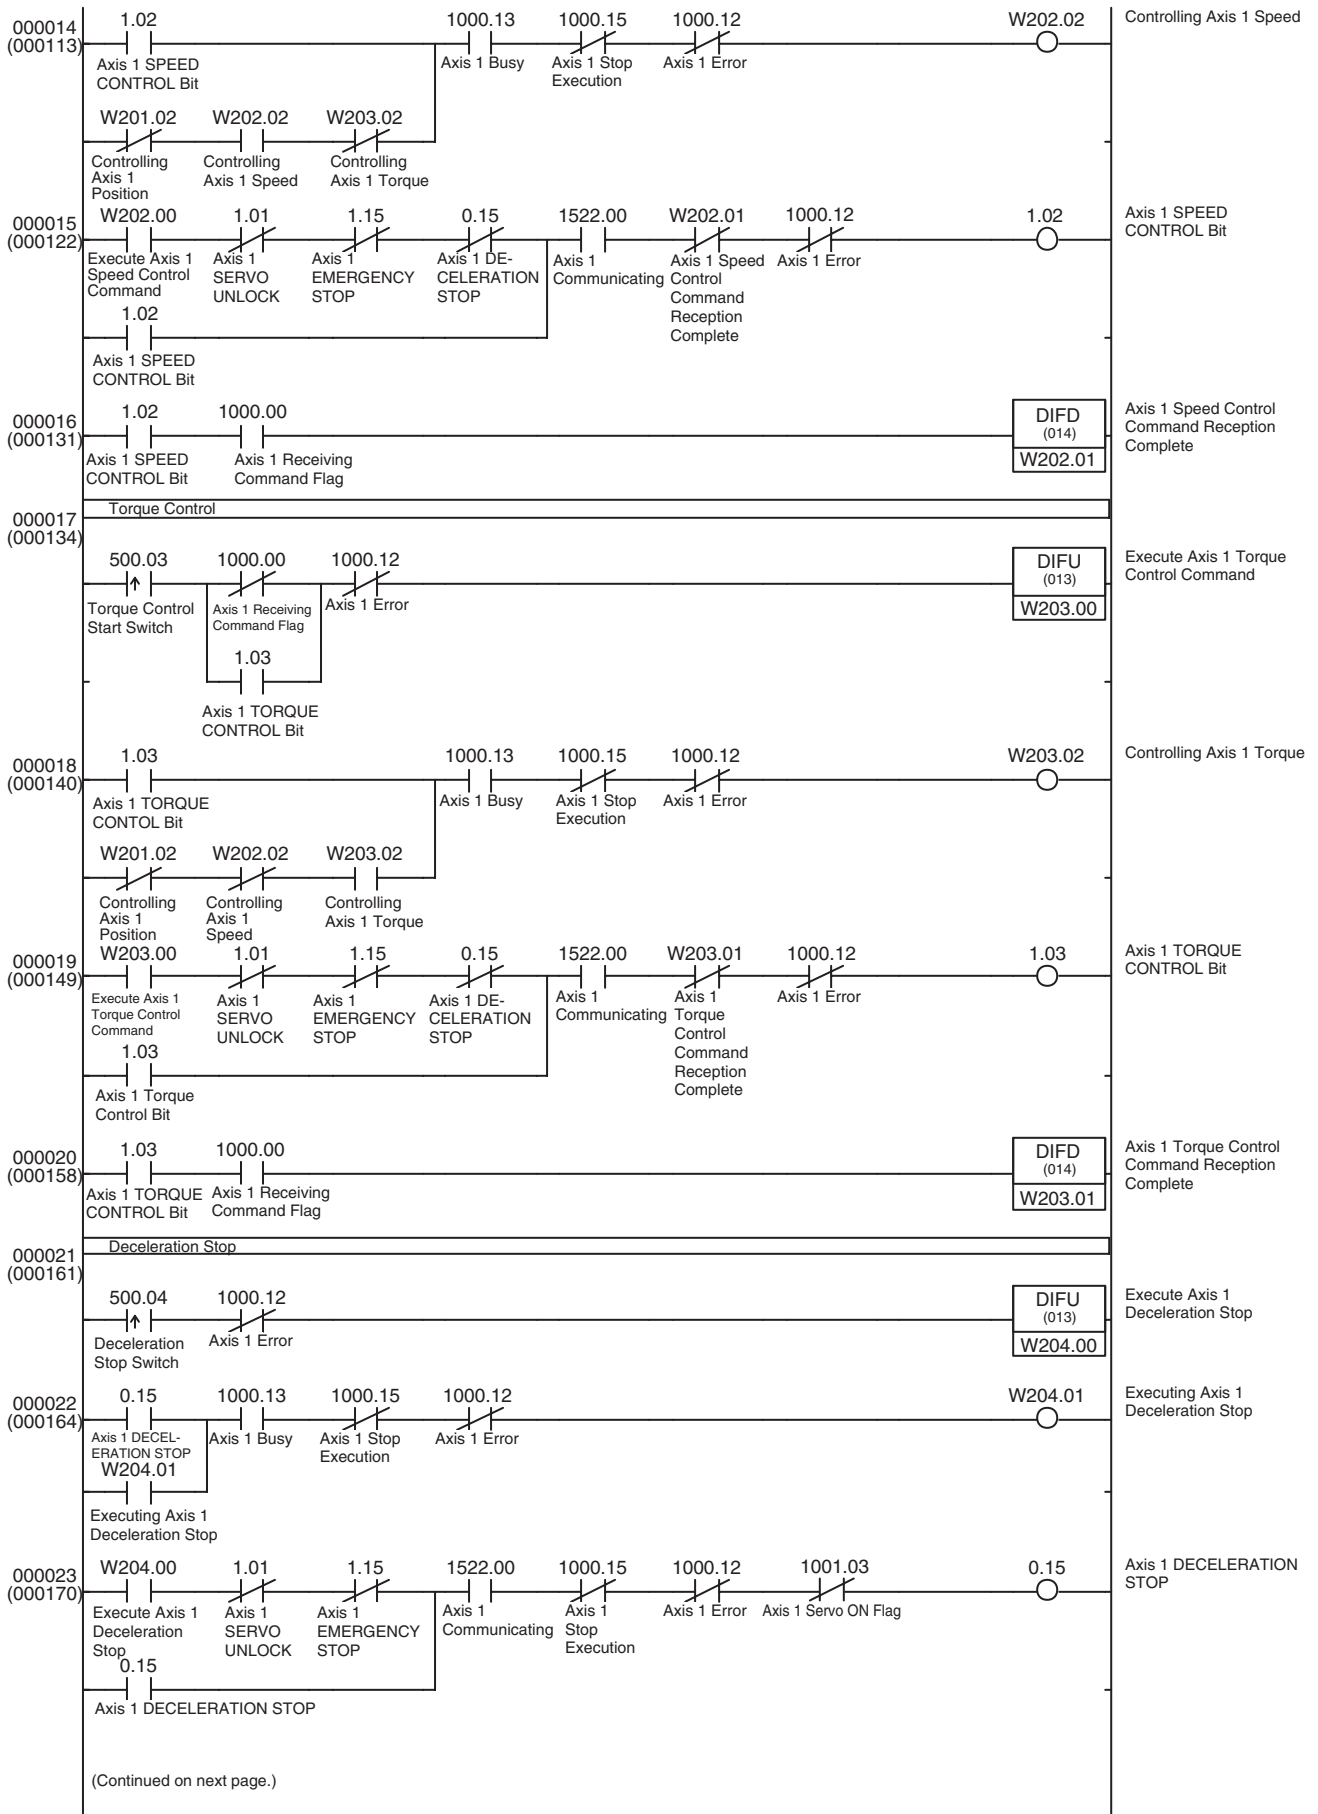 000014
(000113)
1.02
1000.13
1000.15
1000.12
W202.02
Controlling Axis 1 Speed
Axis 1 SPEED
CONTROL Bit
Axis 1 Busy
Axis 1 Stop
Execution
Axis 1 Error
W201.02
W202.02
W203.02
Controlling
Axis 1
Position
Controlling
Axis 1 Speed
Controlling
Axis 1 Torque
000015
(000122)
W202.00
1.01
1.15
0.15
1522.00
W202.01
1000.12
1.02
Axis 1 SPEED
CONTROL Bit
Execute Axis 1
Speed Control
Command
Axis 1
SERVO
UNLOCK
Axis 1
EMERGENCY
STOP
Axis 1 DE-
CELERATION
STOP
Axis 1
Communicating
Axis 1 Speed
Control
Command
Reception
Complete
Axis 1 Error
1.02
Axis 1 SPEED
CONTROL Bit
000016
(000131)
1.02
1000.00
DIFD
(014)
W202.01
Axis 1 Speed Control
Command Reception
Complete
Axis 1 SPEED
CONTROL Bit
Axis 1 Receiving
Command Flag
000017
(000134)
Torque Control
500.03
1000.00
1000.12
DIFU
(013)
W203.00
Execute Axis 1 Torque
Control Command
Torque Control
Start Switch
Axis 1 Receiving
Command Flag
Axis 1 Error
1.03
Axis 1 TORQUE
CONTROL Bit
000018
(000140)
1.03
1000.13
1000.15
1000.12
W203.02
Controlling Axis 1 Torque
Axis 1 TORQUE
CONTOL Bit
Axis 1 Busy
Axis 1 Stop
Execution
Axis 1 Error
W201.02
W202.02
W203.02
Controlling
Axis 1
Position
Controlling
Axis 1
Speed
Controlling
Axis 1 Torque
000019
(000149)
W203.00
1.01
1.15
0.15
1522.00
W203.01
1000.12
1.03
Axis 1 TORQUE
CONTROL Bit
Execute Axis 1
Torque Control
Command
Axis 1
SERVO
UNLOCK
Axis 1
EMERGENCY
STOP
Axis 1 DE-
CELERATION
STOP
Axis 1
Communicating
Axis 1
Torque
Control
Command
Reception
Complete
Axis 1 Error
1.03
Axis 1 Torque
Control Bit
000020
(000158)
1.03
1000.00
DIFD
(014)
W203.01
Axis 1 Torque Control
Command Reception
Complete
Axis 1 TORQUE
CONTROL Bit
Axis 1 Receiving
Command Flag
000021
(000161)
Deceleration Stop
500.04
1000.12
DIFU
(013)
W204.00
Execute Axis 1
Deceleration Stop
Deceleration
Stop Switch
Axis 1 Error
000022
(000164)
0.15
1000.13
1000.15
1000.12
W204.01
Executing Axis 1
Deceleration Stop
Axis 1 DECEL-
ERATION STOP
Axis 1 Busy
Axis 1 Stop
Execution
Axis 1 Error
W204.01
Executing Axis 1
Deceleration Stop
000023
(000170)
W204.00
1.01
1.15
1522.00
1000.15
1000.12
1001.03
0.15
Axis 1 DECELERATION
STOP
Execute Axis 1
Deceleration
Stop
Axis 1
SERVO
UNLOCK
Axis 1
EMERGENCY
STOP
Axis 1
Communicating
Axis 1
Stop
Execution
Axis 1 Error
Axis 1 Servo ON Flag
0.15
Axis 1 DECELERATION STOP
(Continued on next page.)